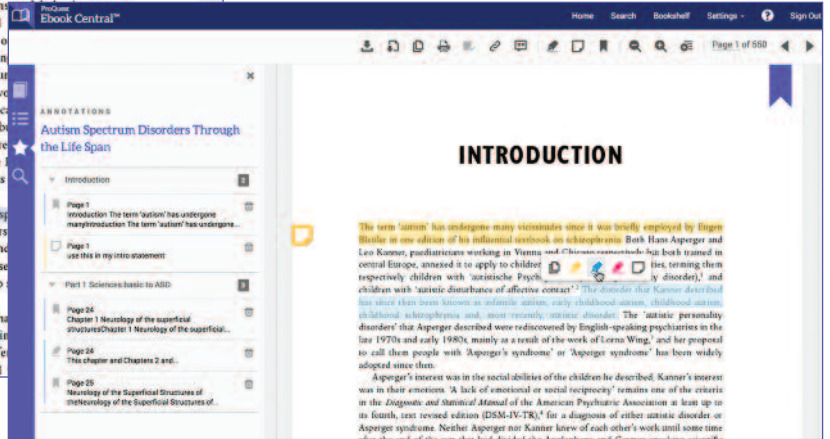 ProQuest
Ebook Central™
Home Search Bookshelf Settings Sign Out
Page 1 of 550
ANNOTATIONS
Autism Spectrum Disorders Through
the Life Span
Introduction 2
Page 1
Introduction The term 'autism' has undergone
manyIntroduction The term 'autism' has undergone...
Page 1
use this in my intro statement
Part 1 Sciences basic to ASD 3
Page 24
Chapter 1 Neurology of the superficial
structuresChapter 1 Neurology of the superficial...
Page 24
This chapter and Chapters 2 and...
Page 25
Neurology of the Superficial Structures of
theNeurology of the Superficial Structures of...
INTRODUCTION
The term 'autism' has undergone many vicissitudes since it was briefly employed by Eugen
Bleuler in one edition of his influential textbook on schizophrenia. Both Hans Asperger and
Leo Kanner, paediatricians working in Vienna and Chicago respectively but both trained in
central Europe, annexed it to apply to children ties, terming them
respectively children with 'autistische Psych y disorder),¹ and
children with 'autistic disturbance of affective contact'.² The disorder that Kanner described
has since then been known as infantile autism, early childhood autism, childhood autism,
childhood schizophrenia and, most recently, autistic disorder. The 'autistic personality
disorders' that Asperger described were rediscovered by English-speaking psychiatrists in the
late 1970s and early 1980s, mainly as a result of the work of Lorna Wing,³ and her proposal
to call them people with 'Asperger's syndrome' or 'Asperger syndrome' has been widely
adopted since then.
Asperger's interest was in the social abilities of the children he described, Kanner's interest
was in their emotions. 'A lack of emotional or social reciprocity' remains one of the criteria
in the Diagnostic and Statistical Manual of the American Psychiatric Association at least up to
its fourth, text revised edition (DSM-IV-TR),⁴ for a diagnosis of either autistic disorder or
Asperger syndrome. Neither Asperger nor Kanner knew of each other's work until some time